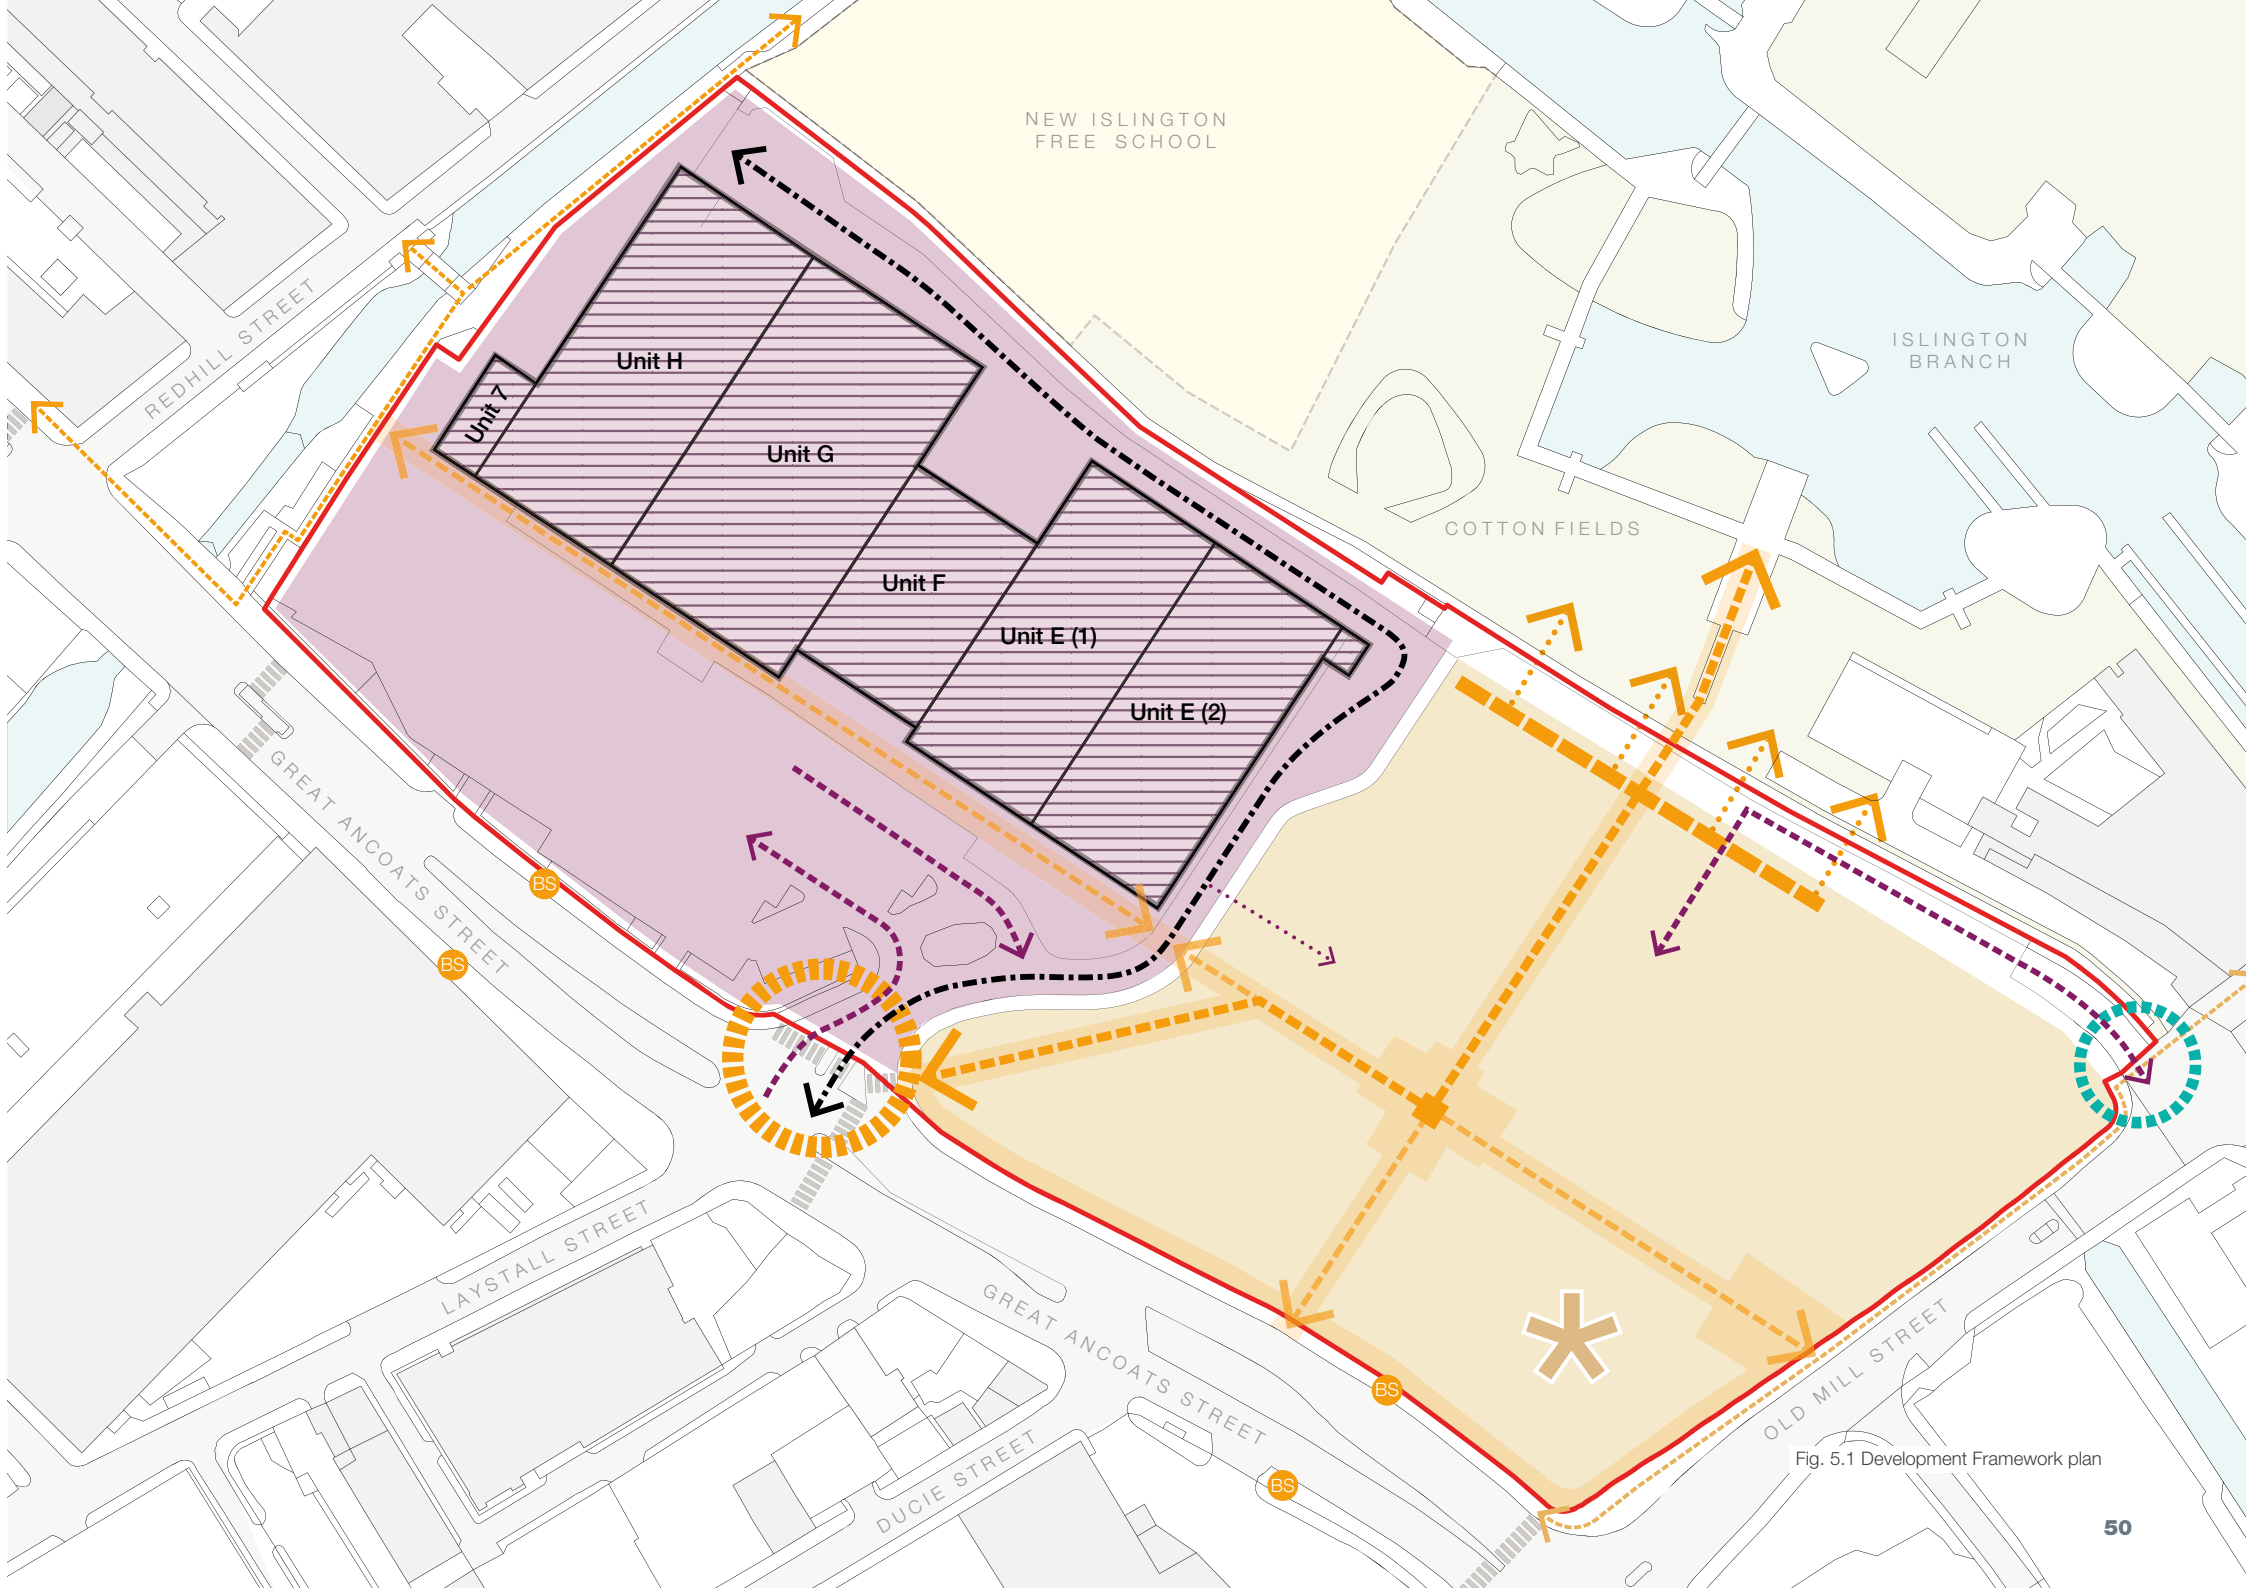 NEW ISLINGTON
FREE SCHOOL
REDHILL STREET
ISLINGTON
BRANCH
Unit H
Unit 7
Unit G
COTTON FIELDS
Unit F
Unit E (1)
Unit E (2)
GREAT ANCOATS STREET
BS
BS
LAYSTALL STREET
GREAT ANCOATS STREET
OLD MILL STREET
BS
BS
DUCIE STREET
Fig. 5.1 Development Framework plan
50